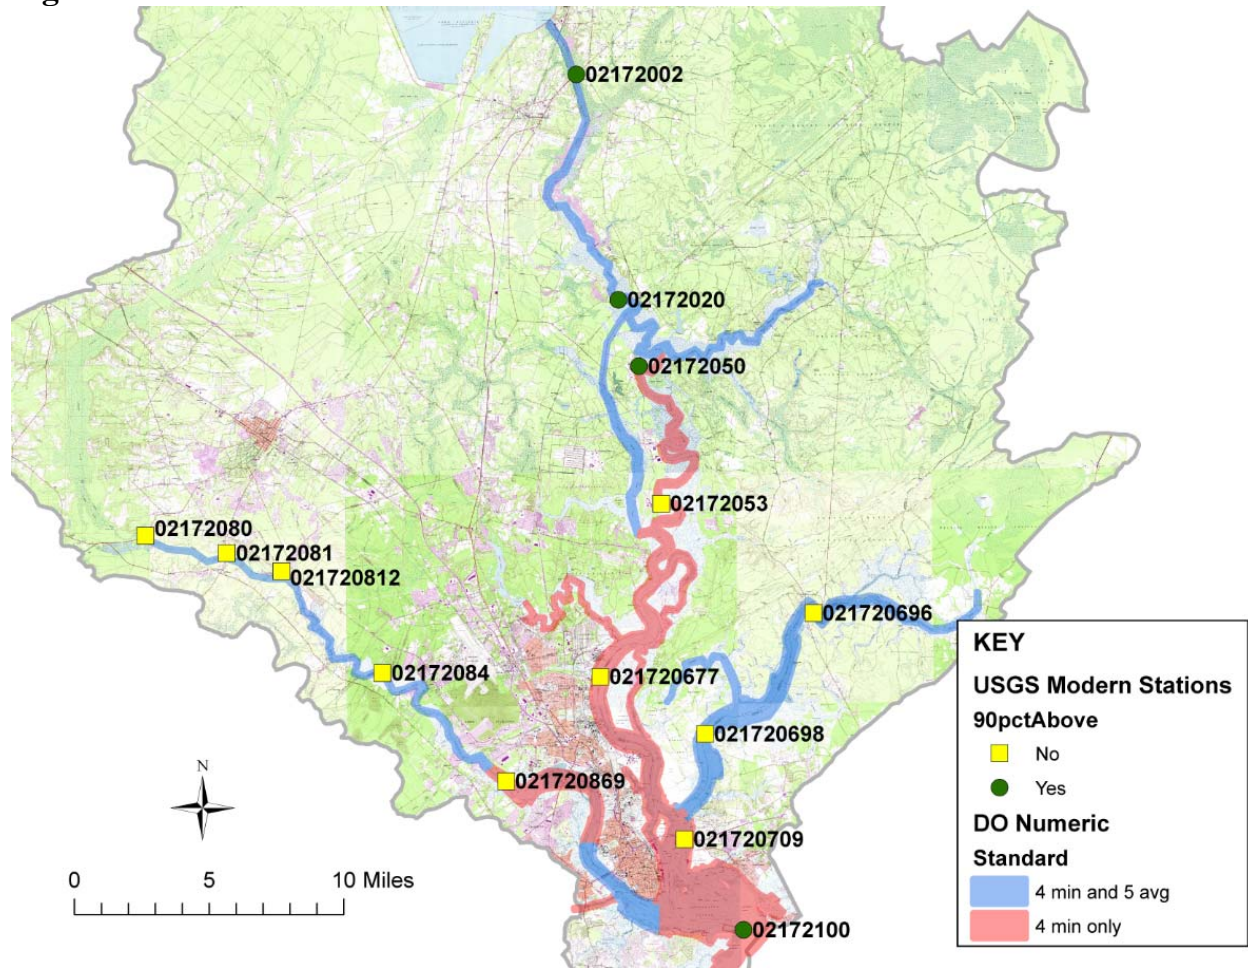 g
02172002
02172020
02172050
02172053
02172080
02172081
021720812
021720696
02172084
021720677
021720698
021720869
021720709
02172100
N
0 5 10 Miles
KEY
USGS Modern Stations
90pctAbove
No
Yes
DO Numeric
Standard
4 min and 5 avg
4 min only